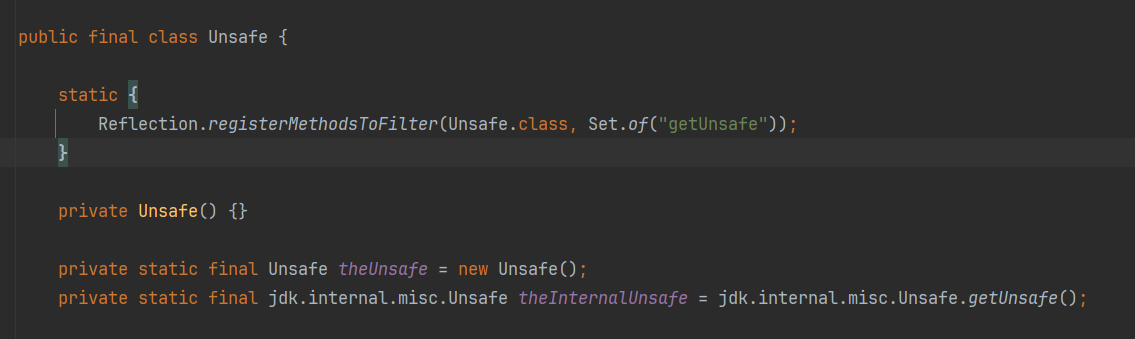 public final class Unsafe {
static {
Reflection.registerMethodsToFilter(Unsafe.class, Set.of("getUnsafe"));
}
private Unsafe() {}
private static final Unsafe theUnsafe = new Unsafe();
private static final jdk.internal.misc.Unsafe theInternalUnsafe = jdk.internal.misc.Unsafe.getUnsafe();